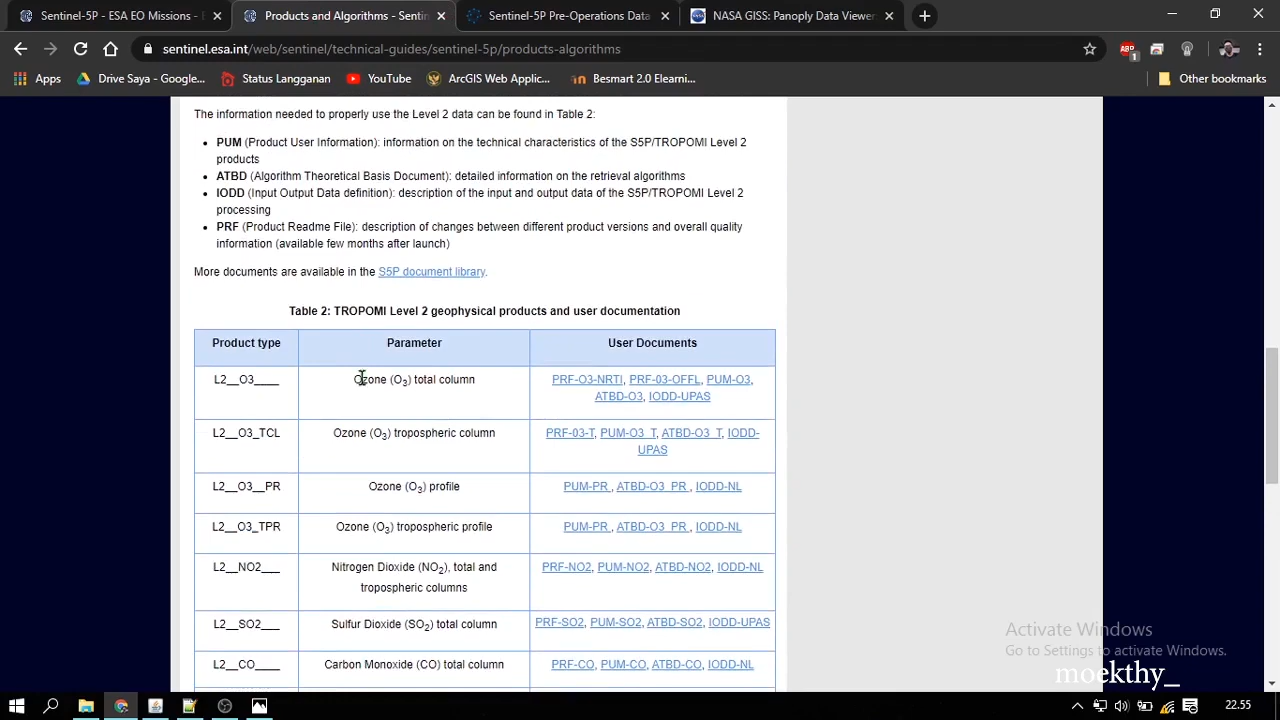 Sentinel-5P - ESA EO Missions - E
Products and Algorithms - Sentin
Sentinel-5P Pre-Operations Data
NASA GISS: Panoply Data Viewer
sentinel.esa.int/web/sentinel/technical-guides/sentinel-5p/products-algorithms
ABP
1
Apps
Drive Saya - Google...
Status Langganan
YouTube
ArcGIS Web Applic...
Besmart 2.0 Elearni...
Other bookmarks
The information needed to properly use the Level 2 data can be found in Table 2:
PUM (Product User Information): information on the technical characteristics of the S5P/TROPOMI Level 2
products
ATBD (Algorithm Theoretical Basis Document): detailed information on the retrieval algorithms
IODD (Input Output Data definition): description of the input and output data of the S5P/TROPOMI Level 2
processing
PRF (Product Readme File): description of changes between different product versions and overall quality
information (available few months after launch)
More documents are available in the S5P document library.
Table 2: TROPOMI Level 2 geophysical products and user documentation
Product type Parameter User Documents
L2__O3____ Ozone (O3) total column PRF-O3-NRTI, PRF-03-OFFL, PUM-O3,
ATBD-O3, IODD-UPAS
L2__O3_TCL Ozone (O3) tropospheric column PRF-03-T, PUM-O3_T, ATBD-O3_T, IODD-
UPAS
L2__O3__PR Ozone (O3) profile PUM-PR , ATBD-O3_PR , IODD-NL
L2__O3_TPR Ozone (O3) tropospheric profile PUM-PR , ATBD-O3_PR , IODD-NL
L2__NO2___ Nitrogen Dioxide (NO2), total and PRF-NO2, PUM-NO2, ATBD-NO2, IODD-NL
tropospheric columns
L2__SO2___ Sulfur Dioxide (SO2) total column PRF-SO2, PUM-SO2, ATBD-SO2, IODD-UPAS
L2__CO____ Carbon Monoxide (CO) total column PRF-CO, PUM-CO, ATBD-CO, IODD-NL
Activate Windows
Go to Settings to activate Windows.
moekthy_
22.55